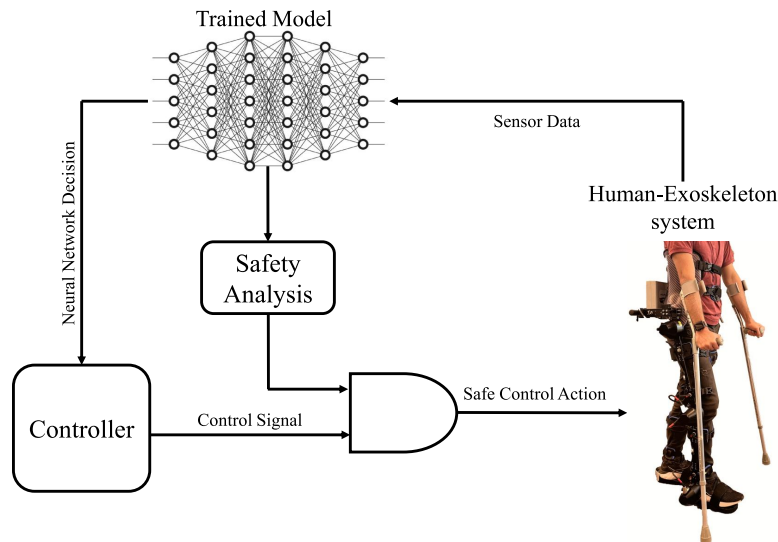 Trained Model
Sensor Data
Neural Network Decision
Human-Exoskeleton
system
Safety
Analysis
Controller
Control Signal
Safe Control Action